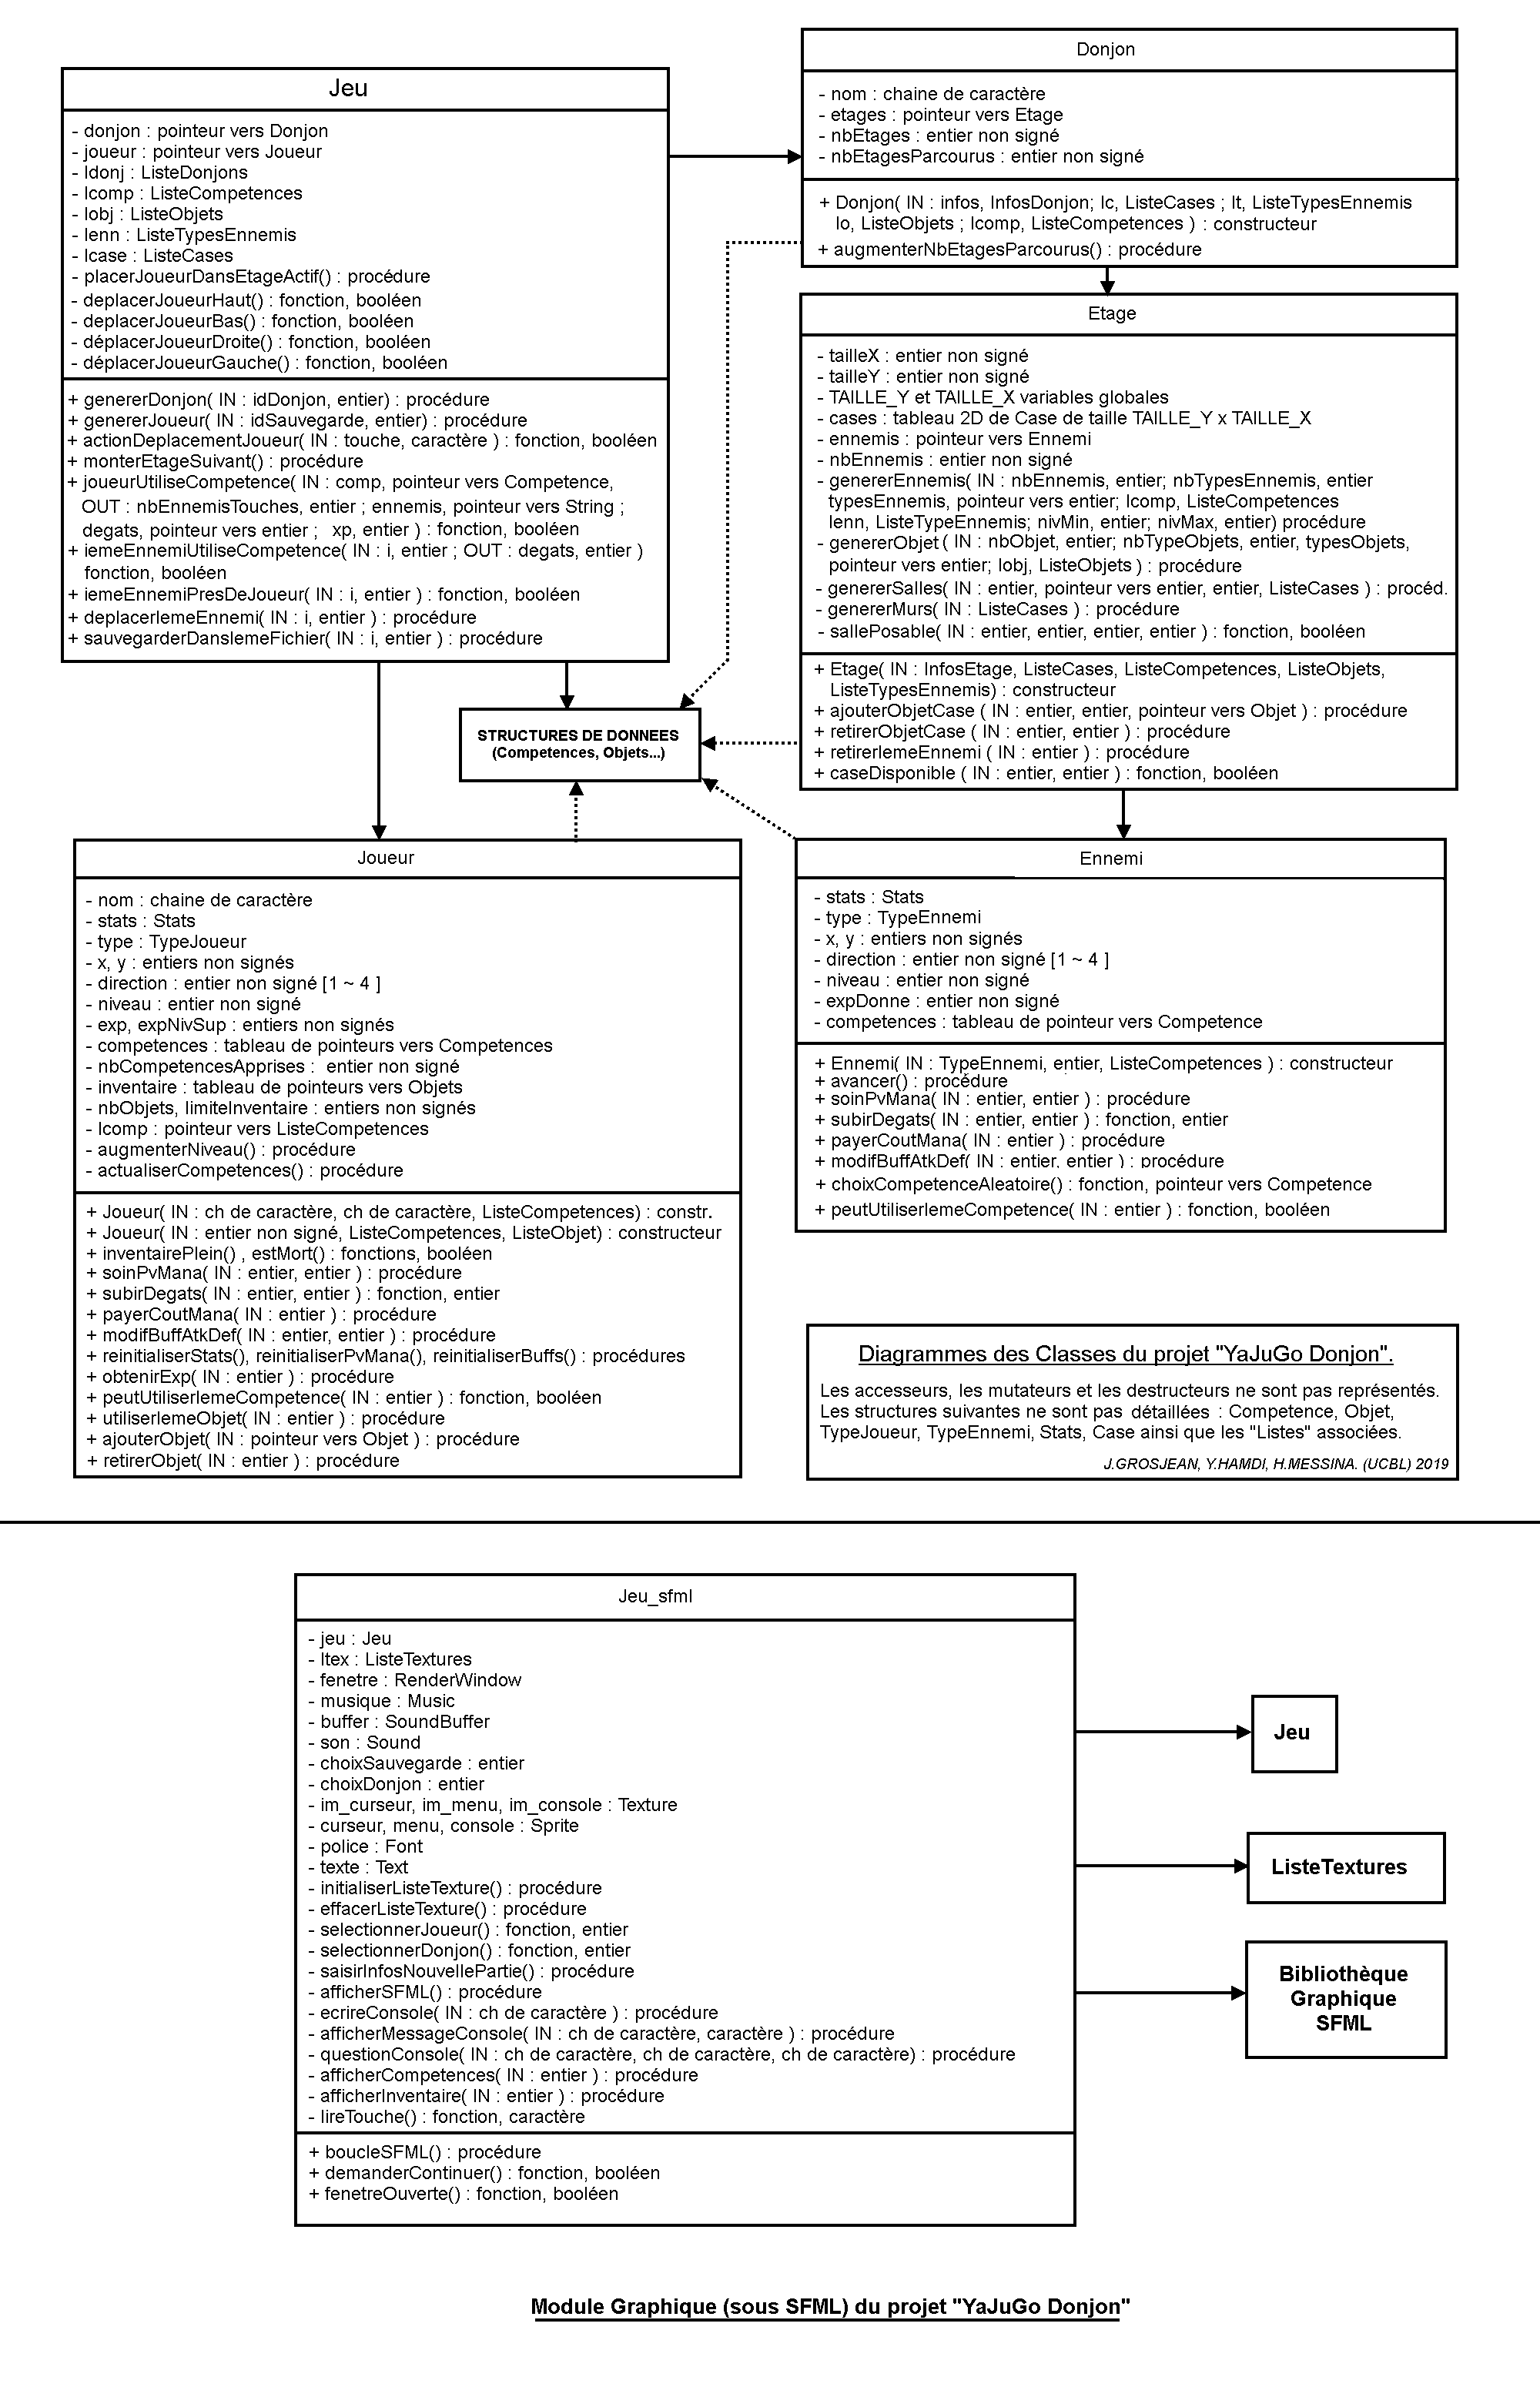 Jeu
- donjon : pointeur vers Donjon
- joueur : pointeur vers Joueur
- ldonj : ListeDonjons
- lcomp : ListeCompetences
- lobj : ListeObjets
- lenn : ListeTypesEnnemis
- lcase : ListeCases
- placerJoueurDansEtageActif() : procédure
- deplacerJoueurHaut() : fonction, booléen
- deplacerJoueurBas() : fonction, booléen
- déplacerJoueurDroite() : fonction, booléen
- déplacerJoueurGauche() : fonction, booléen
+ genererDonjon( IN : idDonjon, entier) : procédure
+ genererJoueur( IN : idSauvegarde, entier) : procédure
+ actionDeplacementJoueur( IN : touche, caractère ) : fonction, booléen
+ monterEtageSuivant() : procédure
+ joueurUtiliseCompetence( IN : comp, pointeur vers Competence,
OUT : nbEnnemisTouches, entier ; ennemis, pointeur vers String ;
degats, pointeur vers entier ; xp, entier ) : fonction, booléen
+ iemeEnnemiUtiliseCompetence( IN : i, entier ; OUT : degats, entier )
fonction, booléen
+ iemeEnnemiPresDeJoueur( IN : i, entier ) : fonction, booléen
+ deplacerIemeEnnemi( IN : i, entier ) : procédure
+ sauvegarderDansIemeFichier( IN : i, entier ) : procédure
Donjon
- nom : chaine de caractère
- etages : pointeur vers Etage
- nbEtages : entier non signé
- nbEtagesParcourus : entier non signé
+ Donjon( IN : infos, InfosDonjon; lc, ListeCases ; lt, ListeTypesEnnemis
lo, ListeObjets ; lcomp, ListeCompetences ) : constructeur
+ augmenterNbEtagesParcourus() : procédure
Etage
- tailleX : entier non signé
- tailleY : entier non signé
- TAILLE_Y et TAILLE_X variables globales
- cases : tableau 2D de Case de taille TAILLE_Y x TAILLE_X
- ennemis : pointeur vers Ennemi
- nbEnnemis : entier non signé
- genererEnnemis( IN : nbEnnemis, entier; nbTypesEnnemis, entier
typesEnnemis, pointeur vers entier; lcomp, ListeCompetences
lenn, ListeTypeEnnemis; nivMin, entier; nivMax, entier) procédure
- genererObjet ( IN : nbObjet, entier; nbTypeObjets, entier, typesObjets,
pointeur vers entier; lobj, ListeObjets ) : procédure
- genererSalles( IN : entier, pointeur vers entier, entier, ListeCases ) : procéd.
- genererMurs( IN : ListeCases ) : procédure
- sallePosable( IN : entier, entier, entier, entier ) : fonction, booléen
+ Etage( IN : InfosEtage, ListeCases, ListeCompetences, ListeObjets,
ListeTypesEnnemis) : constructeur
+ ajouterObjetCase ( IN : entier, entier, pointeur vers Objet ) : procédure
+ retirerObjetCase ( IN : entier, entier ) : procédure
+ retirerIemeEnnemi ( IN : entier ) : procédure
+ caseDisponible ( IN : entier, entier ) : fonction, booléen
STRUCTURES DE DONNEES
(Competences, Objets...)
Joueur
- nom : chaine de caractère
- stats : Stats
- type : TypeJoueur
- x, y : entiers non signés
- direction : entier non signé [1 ~ 4 ]
- niveau : entier non signé
- exp, expNivSup : entiers non signés
- competences : tableau de pointeurs vers Competences
- nbCompetencesApprises : entier non signé
- inventaire : tableau de pointeurs vers Objets
- nbObjets, limiteInventaire : entiers non signés
- lcomp : pointeur vers ListeCompetences
- augmenterNiveau() : procédure
- actualiserCompetences() : procédure
+ Joueur( IN : ch de caractère, ch de caractère, ListeCompetences) : constr.
+ Joueur( IN : entier non signé, ListeCompetences, ListeObjet) : constructeur
+ inventairePlein() , estMort() : fonctions, booléen
+ soinPvMana( IN : entier, entier ) : procédure
+ subirDegats( IN : entier, entier ) : fonction, entier
+ payerCoutMana( IN : entier ) : procédure
+ modifBuffAtkDef( IN : entier, entier ) : procédure
+ reinitialiserStats(), reinitialiserPvMana(), reinitialiserBuffs() : procédures
+ obtenirExp( IN : entier ) : procédure
+ peutUtiliserIemeCompetence( IN : entier ) : fonction, booléen
+ utiliserIemeObjet( IN : entier ) : procédure
+ ajouterObjet( IN : pointeur vers Objet ) : procédure
+ retirerObjet( IN : entier ) : procédure
Ennemi
- stats : Stats
- type : TypeEnnemi
- x, y : entiers non signés
- direction : entier non signé [1 ~ 4 ]
- niveau : entier non signé
- expDonne : entier non signé
- competences : tableau de pointeur vers Competence
+ Ennemi( IN : TypeEnnemi, entier, ListeCompetences ) : constructeur
+ avancer() : procédure
+ soinPvMana( IN : entier, entier ) : procédure
+ subirDegats( IN : entier, entier ) : fonction, entier
+ payerCoutMana( IN : entier ) : procédure
+ modifBuffAtkDef( IN : entier, entier ) : procédure
+ choixCompetenceAleatoire() : fonction, pointeur vers Competence
+ peutUtiliserIemeCompetence( IN : entier ) : fonction, booléen
Diagrammes des Classes du projet "YaJuGo Donjon".
Les accesseurs, les mutateurs et les destructeurs ne sont pas représentés.
Les structures suivantes ne sont pas détaillées : Competence, Objet,
TypeJoueur, TypeEnnemi, Stats, Case ainsi que les "Listes" associées.
J.GROSJEAN, Y.HAMDI, H.MESSINA. (UCBL) 2019
Jeu_sfml
- jeu : Jeu
- ltex : ListeTextures
- fenetre : RenderWindow
- musique : Music
- buffer : SoundBuffer
- son : Sound
- choixSauvegarde : entier
- choixDonjon : entier
- im_curseur, im_menu, im_console : Texture
- curseur, menu, console : Sprite
- police : Font
- texte : Text
- initialiserListeTexture() : procédure
- effacerListeTexture() : procédure
- selectionnerJoueur() : fonction, entier
- selectionnerDonjon() : fonction, entier
- saisirInfosNouvellePartie() : procédure
- afficherSFML() : procédure
- ecrireConsole( IN : ch de caractère ) : procédure
- afficherMessageConsole( IN : ch de caractère, caractère ) : procédure
- questionConsole( IN : ch de caractère, ch de caractère, ch de caractère) : procédure
- afficherCompetences( IN : entier ) : procédure
- afficherInventaire( IN : entier ) : procédure
- lireTouche() : fonction, caractère
+ boucleSFML() : procédure
+ demanderContinuer() : fonction, booléen
+ fenetreOuverte() : fonction, booléen
Jeu
ListeTextures
Bibliothèque
Graphique
SFML
Module Graphique (sous SFML) du projet "YaJuGo Donjon"